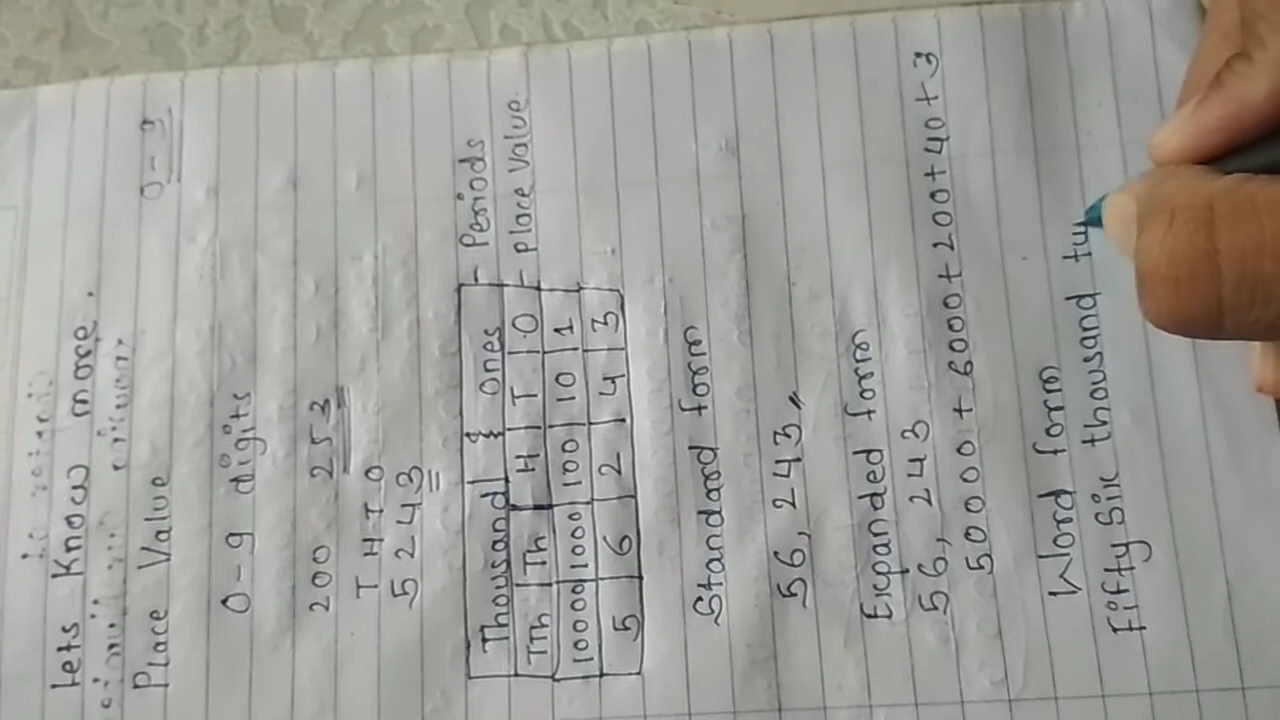 Lets Know more.
Place Value 0-9
0-9 digits
200 253
T H T O
5 2 4 3
Thousand ones - Periods
TTh Th H T O - place value.
10000 1000 100 10 1
5 6 2 4 3
Standard form
56, 243
Expanded form
56, 243
50000+6000+200+40+3
Word form
Fifty Six thousand tw